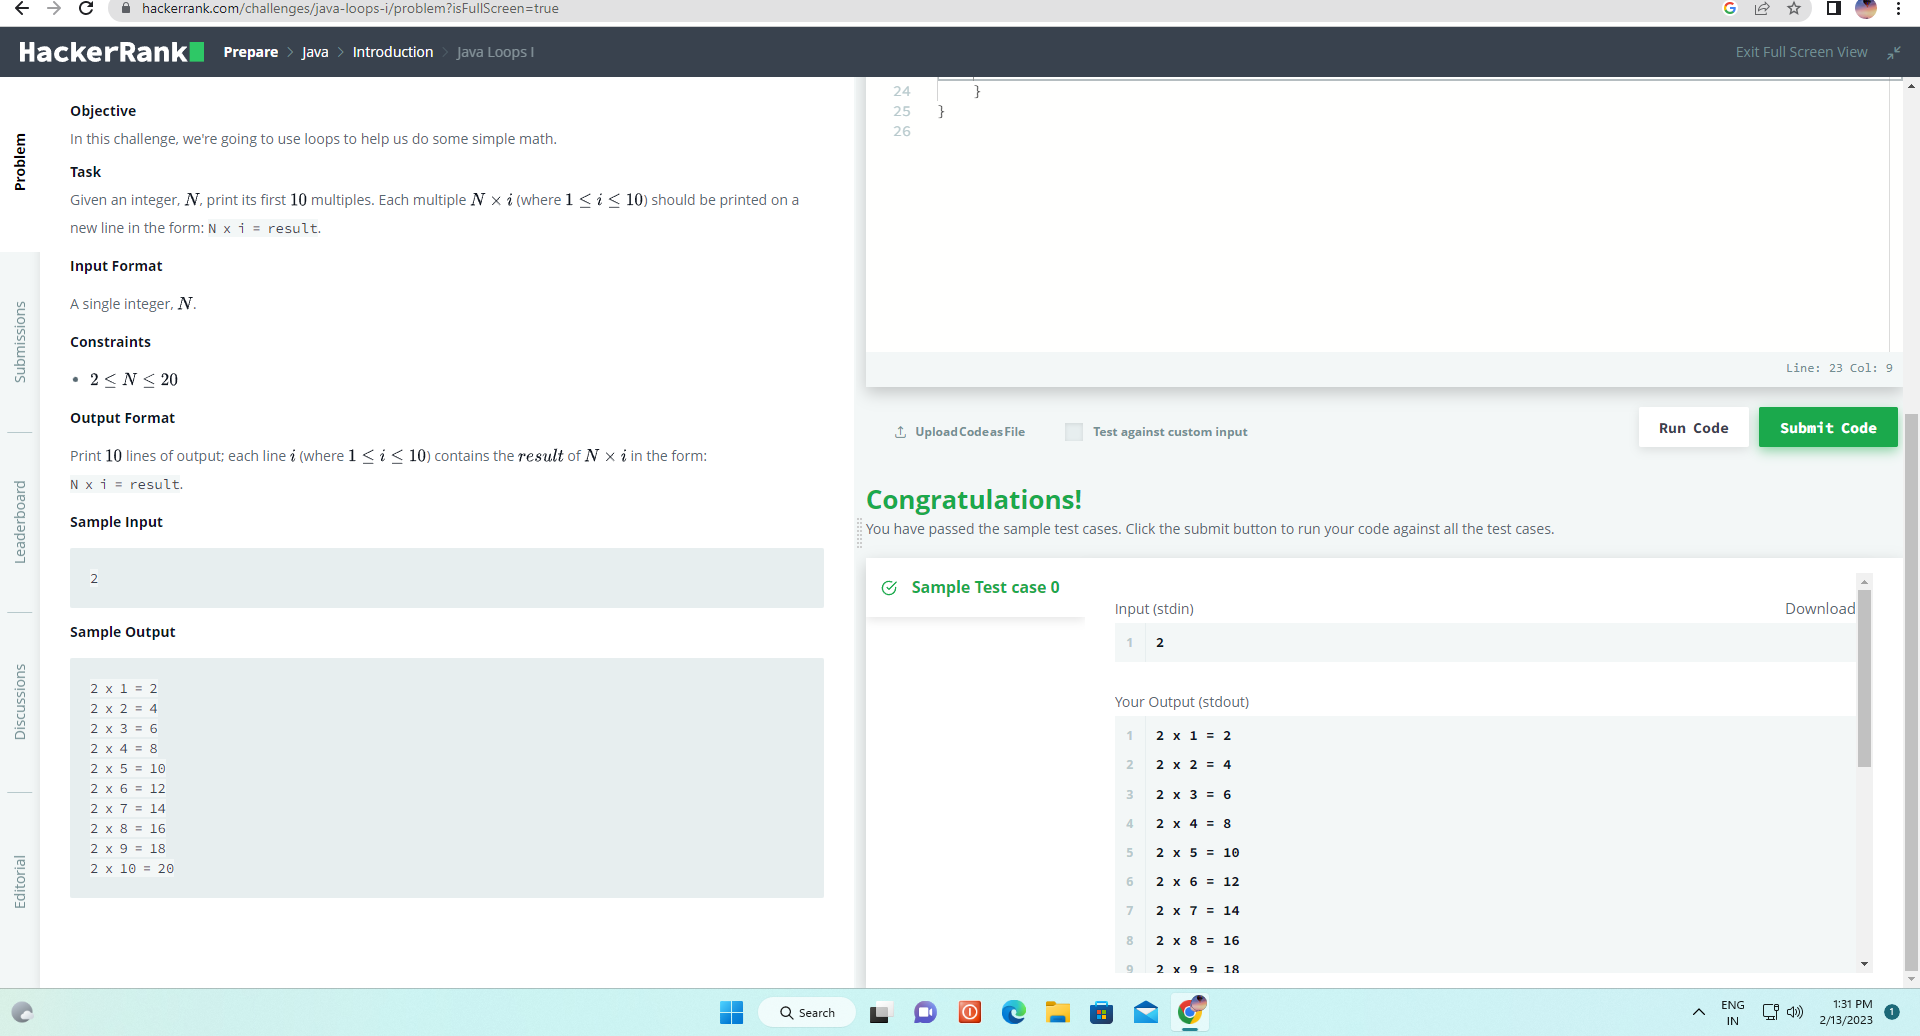 hackerrank.com/challenges/java-loops-i/problem?isFullScreen=true
HackerRank Prepare > Java > Introduction > Java Loops I Exit Full Screen View
Problem
Submissions
Leaderboard
Discussions
Editorial
Objective
In this challenge, we're going to use loops to help us do some simple math.
Task
Given an integer, N, print its first 10 multiples. Each multiple N × i (where 1 ≤ i ≤ 10) should be printed on a
new line in the form: N x i = result.
Input Format
A single integer, N.
Constraints
• 2 ≤ N ≤ 20
Output Format
Print 10 lines of output; each line i (where 1 ≤ i ≤ 10) contains the result of N × i in the form:
N x i = result.
Sample Input
2
Sample Output
2 x 1 = 2
2 x 2 = 4
2 x 3 = 6
2 x 4 = 8
2 x 5 = 10
2 x 6 = 12
2 x 7 = 14
2 x 8 = 16
2 x 9 = 18
2 x 10 = 20
24 }
25 }
26
Line: 23 Col: 9
Upload Code as File Test against custom input Run Code Submit Code
Congratulations!
You have passed the sample test cases. Click the submit button to run your code against all the test cases.
Sample Test case 0
Input (stdin) Download
1 2
Your Output (stdout)
1 2 x 1 = 2
2 2 x 2 = 4
3 2 x 3 = 6
4 2 x 4 = 8
5 2 x 5 = 10
6 2 x 6 = 12
7 2 x 7 = 14
8 2 x 8 = 16
9 2 x 9 = 18
Search
ENG
IN
1:31 PM
2/13/2023
1